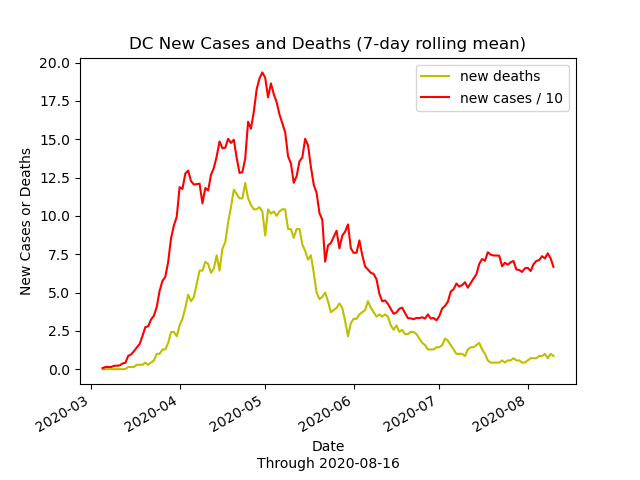 DC New Cases and Deaths (7-day rolling mean)
new deaths
new cases / 10
New Cases or Deaths
20.0
17.5
15.0
12.5
10.0
7.5
5.0
2.5
0.0
2020-03
2020-04
2020-05
2020-06
2020-07
2020-08
Date
Through 2020-08-16